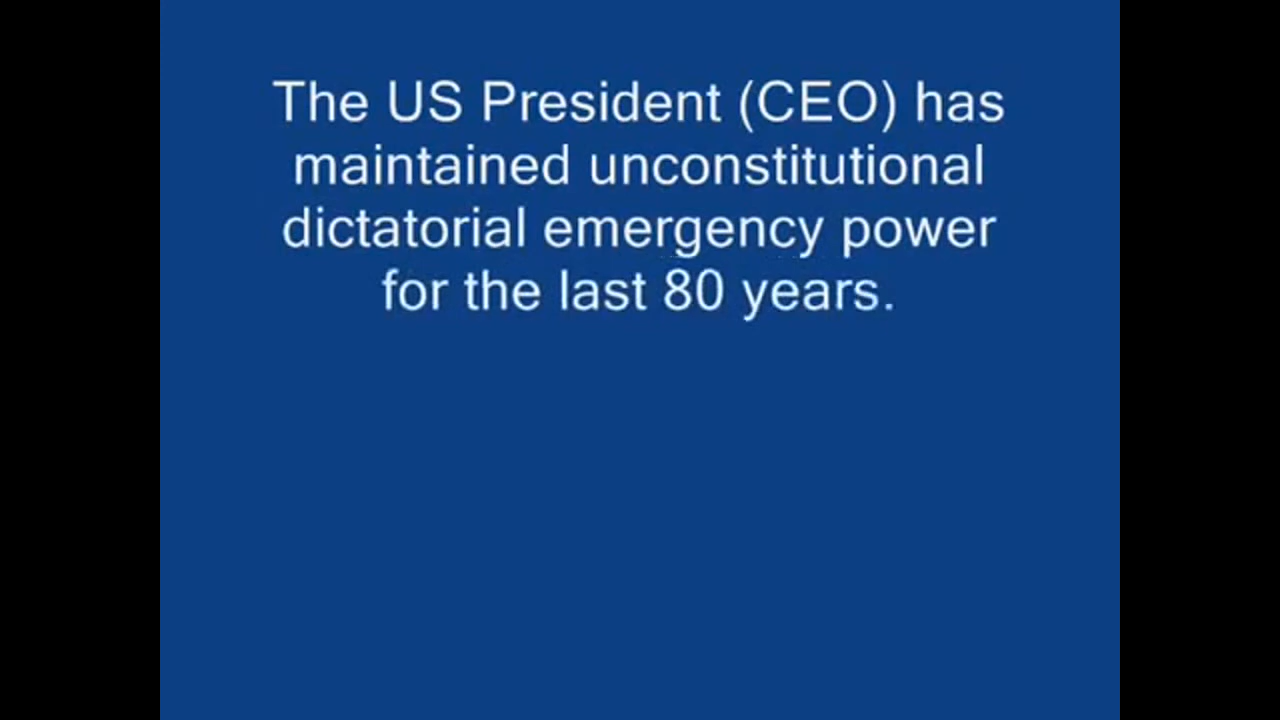 The US President (CEO) has
maintained unconstitutional
dictatorial emergency power
for the last 80 years.